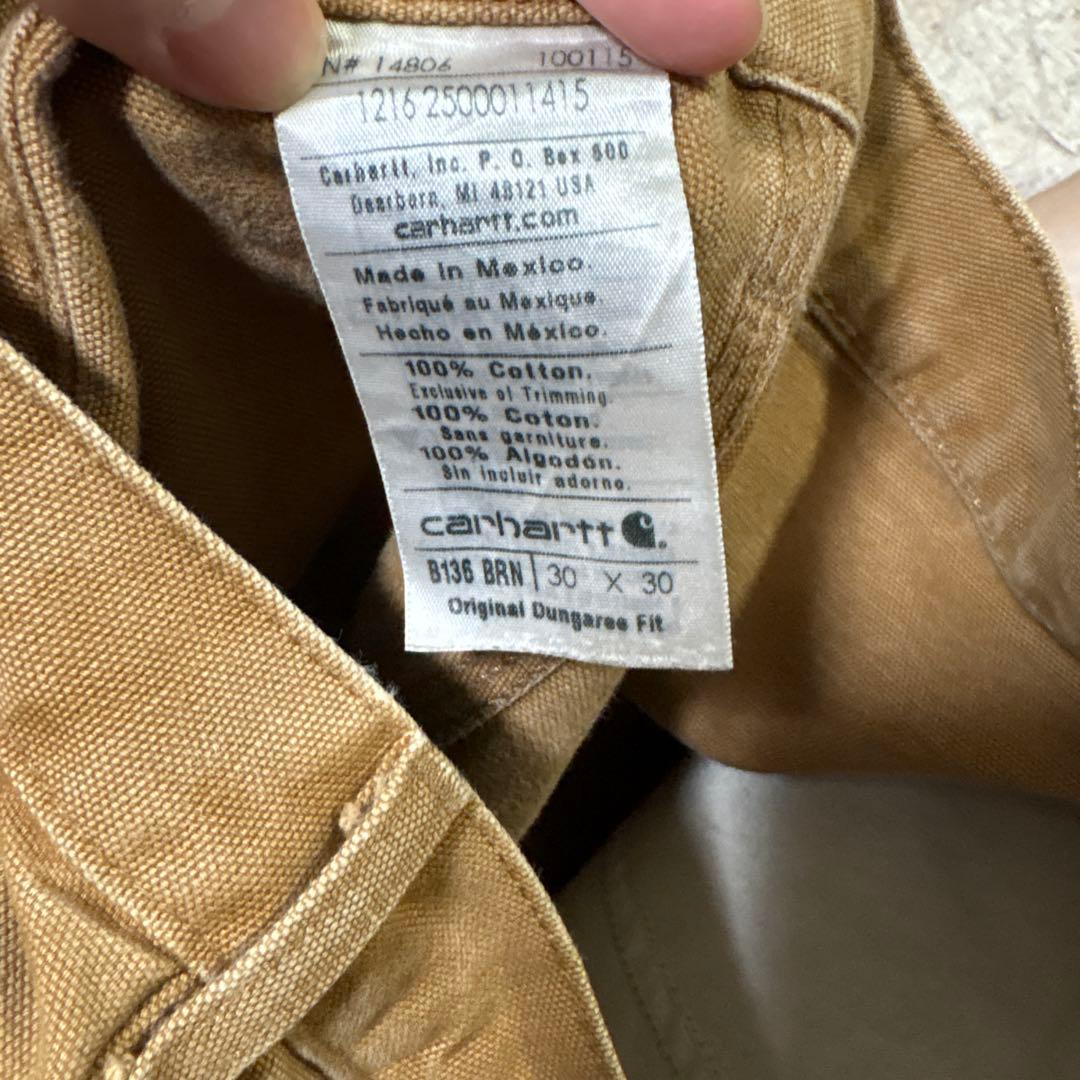 N# 14806 100115
1216 2500011415
Carhartt, Inc. P. O. Box 600
Dearborn, MI 48121 USA
carhartt.com
Made in Mexico.
Fabriqué au Mexique.
Hecho en México.
100% Cotton.
Exclusive of Trimming.
100% Coton.
Sans garniture.
100% Algodón.
Sin incluir adorno.
carhartt
B136 BRN 30 X 30
Original Dungaree Fit